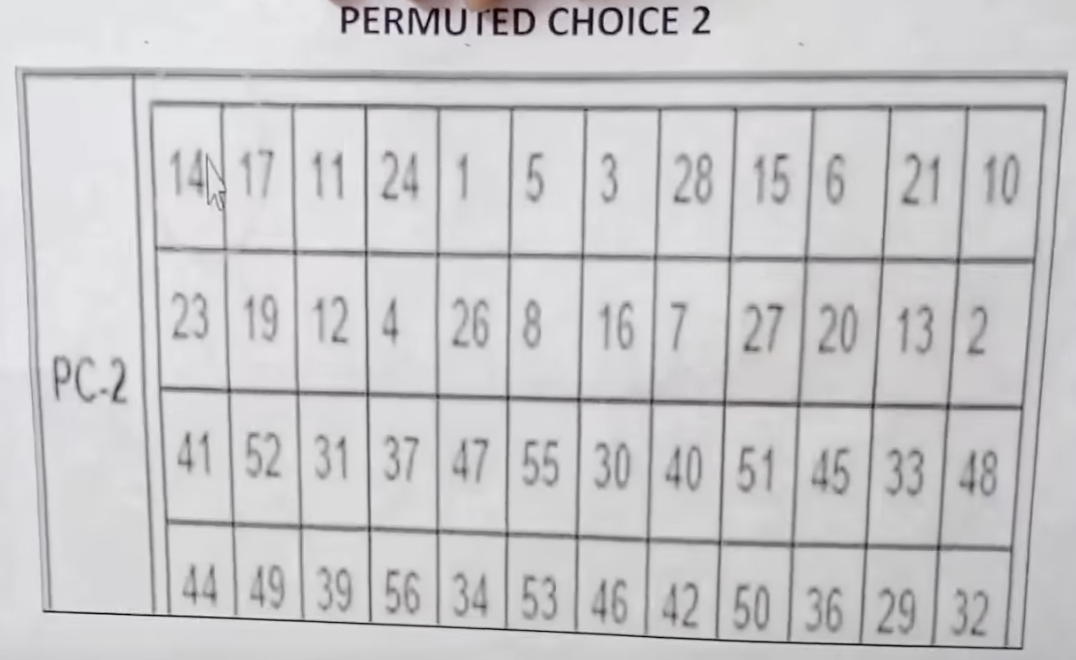 PERMUTED CHOICE 2
14 17 11 24 1 5 3 28 15 6 21 10
23 19 12 4 26 8 16 7 27 20 13 2
PC-2
41 52 31 37 47 55 30 40 51 45 33 48
44 49 39 56 34 53 46 42 50 36 29 32